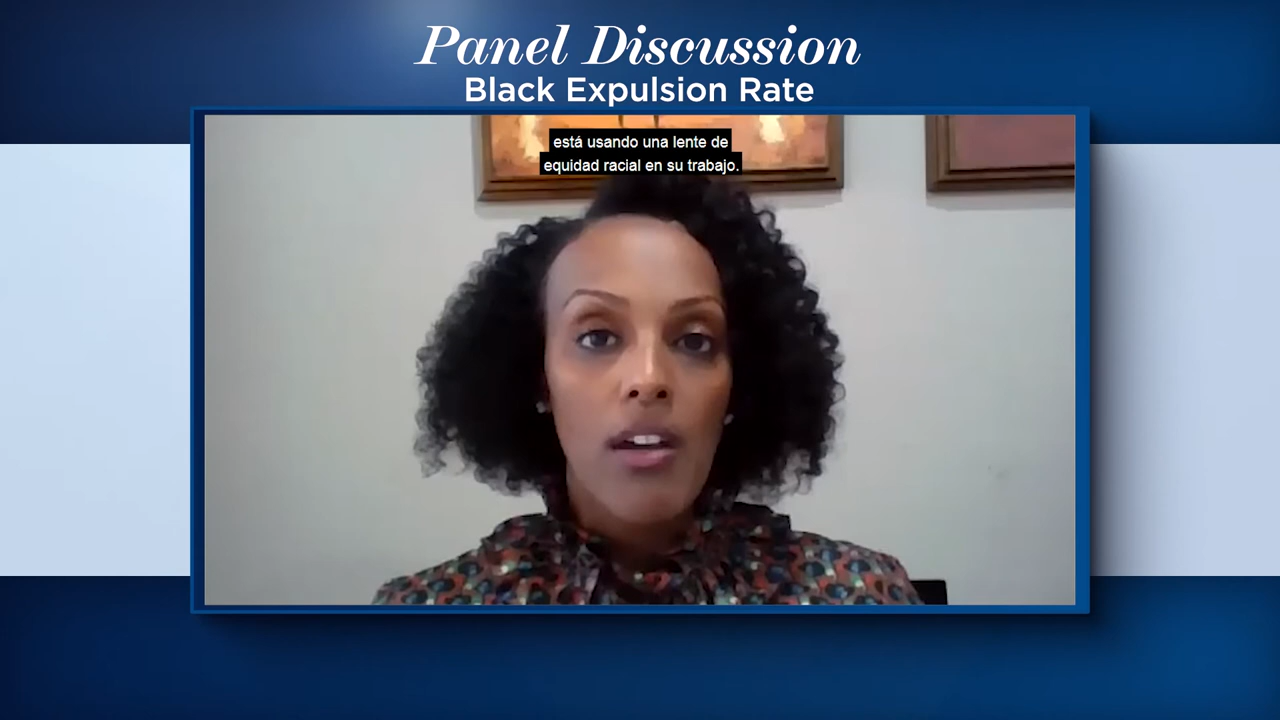 Panel Discussion
Black Expulsion Rate
está usando una lente de
equidad racial en su trabajo.